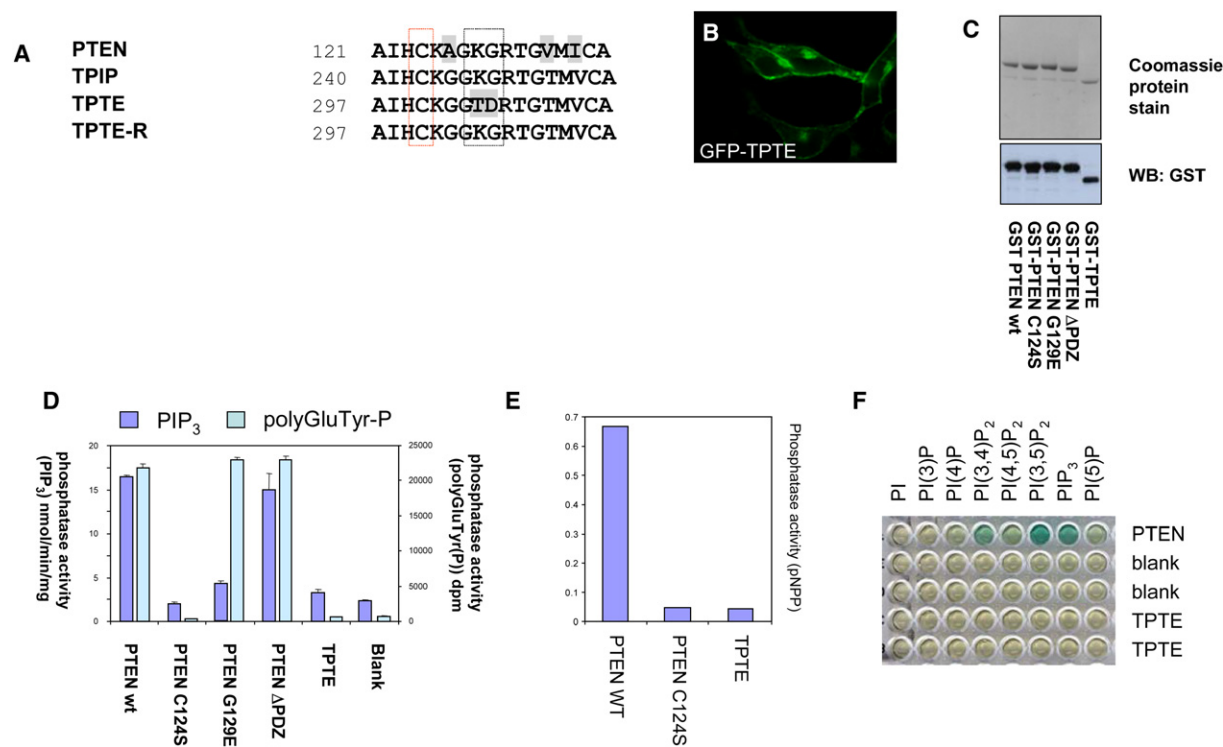 A
PTEN 121 AIHCKAGKGRTGVMICA
TPIP 240 AIHCKGGKGRTGTMVCA
TPTE 297 AIHCKGGTDRTGTMVCA
TPTE-R 297 AIHCKGGKGRTGTMVCA
B
GFP-TPTE
C
Coomassie
protein
stain
WB: GST
GST PTEN wt
GST-PTEN C124S
GST-PTEN G129E
GST-PTEN ΔPDZ
GST-TPTE
D
PIP3 polyGluTyr-P
phosphatase activity
(PIP3) nmol/min/mg
20
15
10
5
0
25000
20000
15000
10000
5000
0
phosphatase activity
(polyGluTyr(P)) dpm
PTEN wt
PTEN C124S
PTEN G129E
PTEN ΔPDZ
TPTE
Blank
E
0.7
0.6
0.5
0.4
0.3
0.2
0.1
0
Phosphatase activity (pNPP)
PTEN WT
PTEN C124S
TPTE
F
PI
PI(3)P
PI(4)P
PI(3,4)P2
PI(4,5)P2
PI(3,5)P2
PIP3
PI(5)P
PTEN
blank
blank
TPTE
TPTE